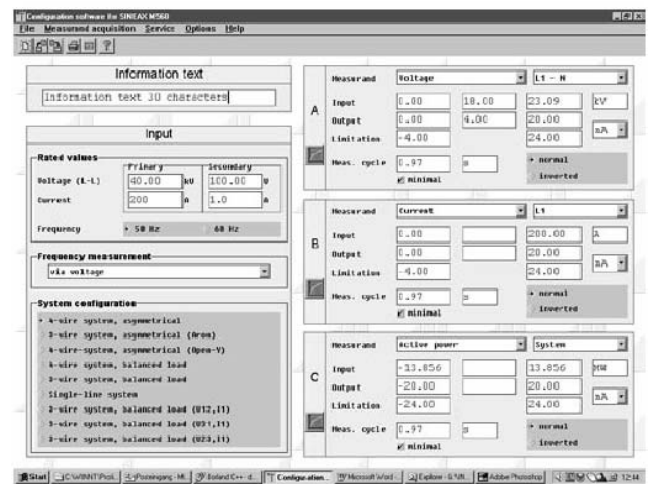 Configuration software for SINEAX M560
File Measurand acquisition Service Options Help
Information text
Information text 30 characters
Input
Rated values
Primary Secundary
Voltage (L-L) 40.00 kV 100.00 V
Current 200 A 1.0 A
Frequency 50 Hz 60 Hz
Frequency measurement
via voltage
System configuration
4-wire system, asymmetrical
3-wire system, asymmetrical (Aron)
4-wire-system, asymmetrical (Open-Y)
4-wire system, balanced load
3-wire system, balanced load
Single-line system
3-wire system, balanced load (U12,I1)
3-wire system, balanced load (U31,I1)
3-wire system, balanced load (U23,I1)
A
Measurand Voltage L1 - N
Input 0.00 18.00 23.09 kV
Output 0.00 4.00 20.00
mA
Limitation -4.00 24.00
Meas. cycle 0.97 s normal
minimal inverted
B
Measurand Current L1
Input 0.00 200.00 A
Output 0.00 20.00
mA
Limitation -4.00 24.00
Meas. cycle 0.97 s normal
minimal inverted
C
Measurand Active power System
Input -13.856 13.856 MW
Output -20.00 20.00
mA
Limitation -24.00 24.00
Meas. cycle 0.97 s normal
minimal inverted
Start C:\WINNT\Profi... Posteingang - Mi... Borland C++ - d... Configuration... Microsoft Word -... Explorer - Adobe Photoshop 12:44